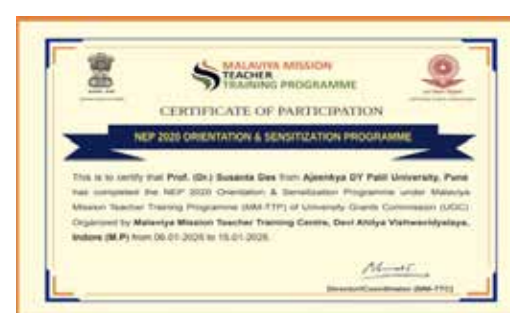 MALAVIYA MISSION
TEACHER
TRAINING PROGRAMME
CERTIFICATE OF PARTICIPATION
NEP 2020 ORIENTATION & SENSITIZATION PROGRAMME
This is to certify that Prof. (Dr.) Susanta Das from Ajeenkya DY Patil University, Pune
has completed the NEP 2020 Orientation & Sensitization Programme under Malaviya
Mission Teacher Training Programme (MM-TTP) of University Grants Commission (UGC)
Organized by Malaviya Mission Teacher Training Centre, Devi Ahilya Vishwavidyalaya,
Indore (M.P) from 06-01-2025 to 15-01-2025.
Director/Coordinator (MM-TTC)